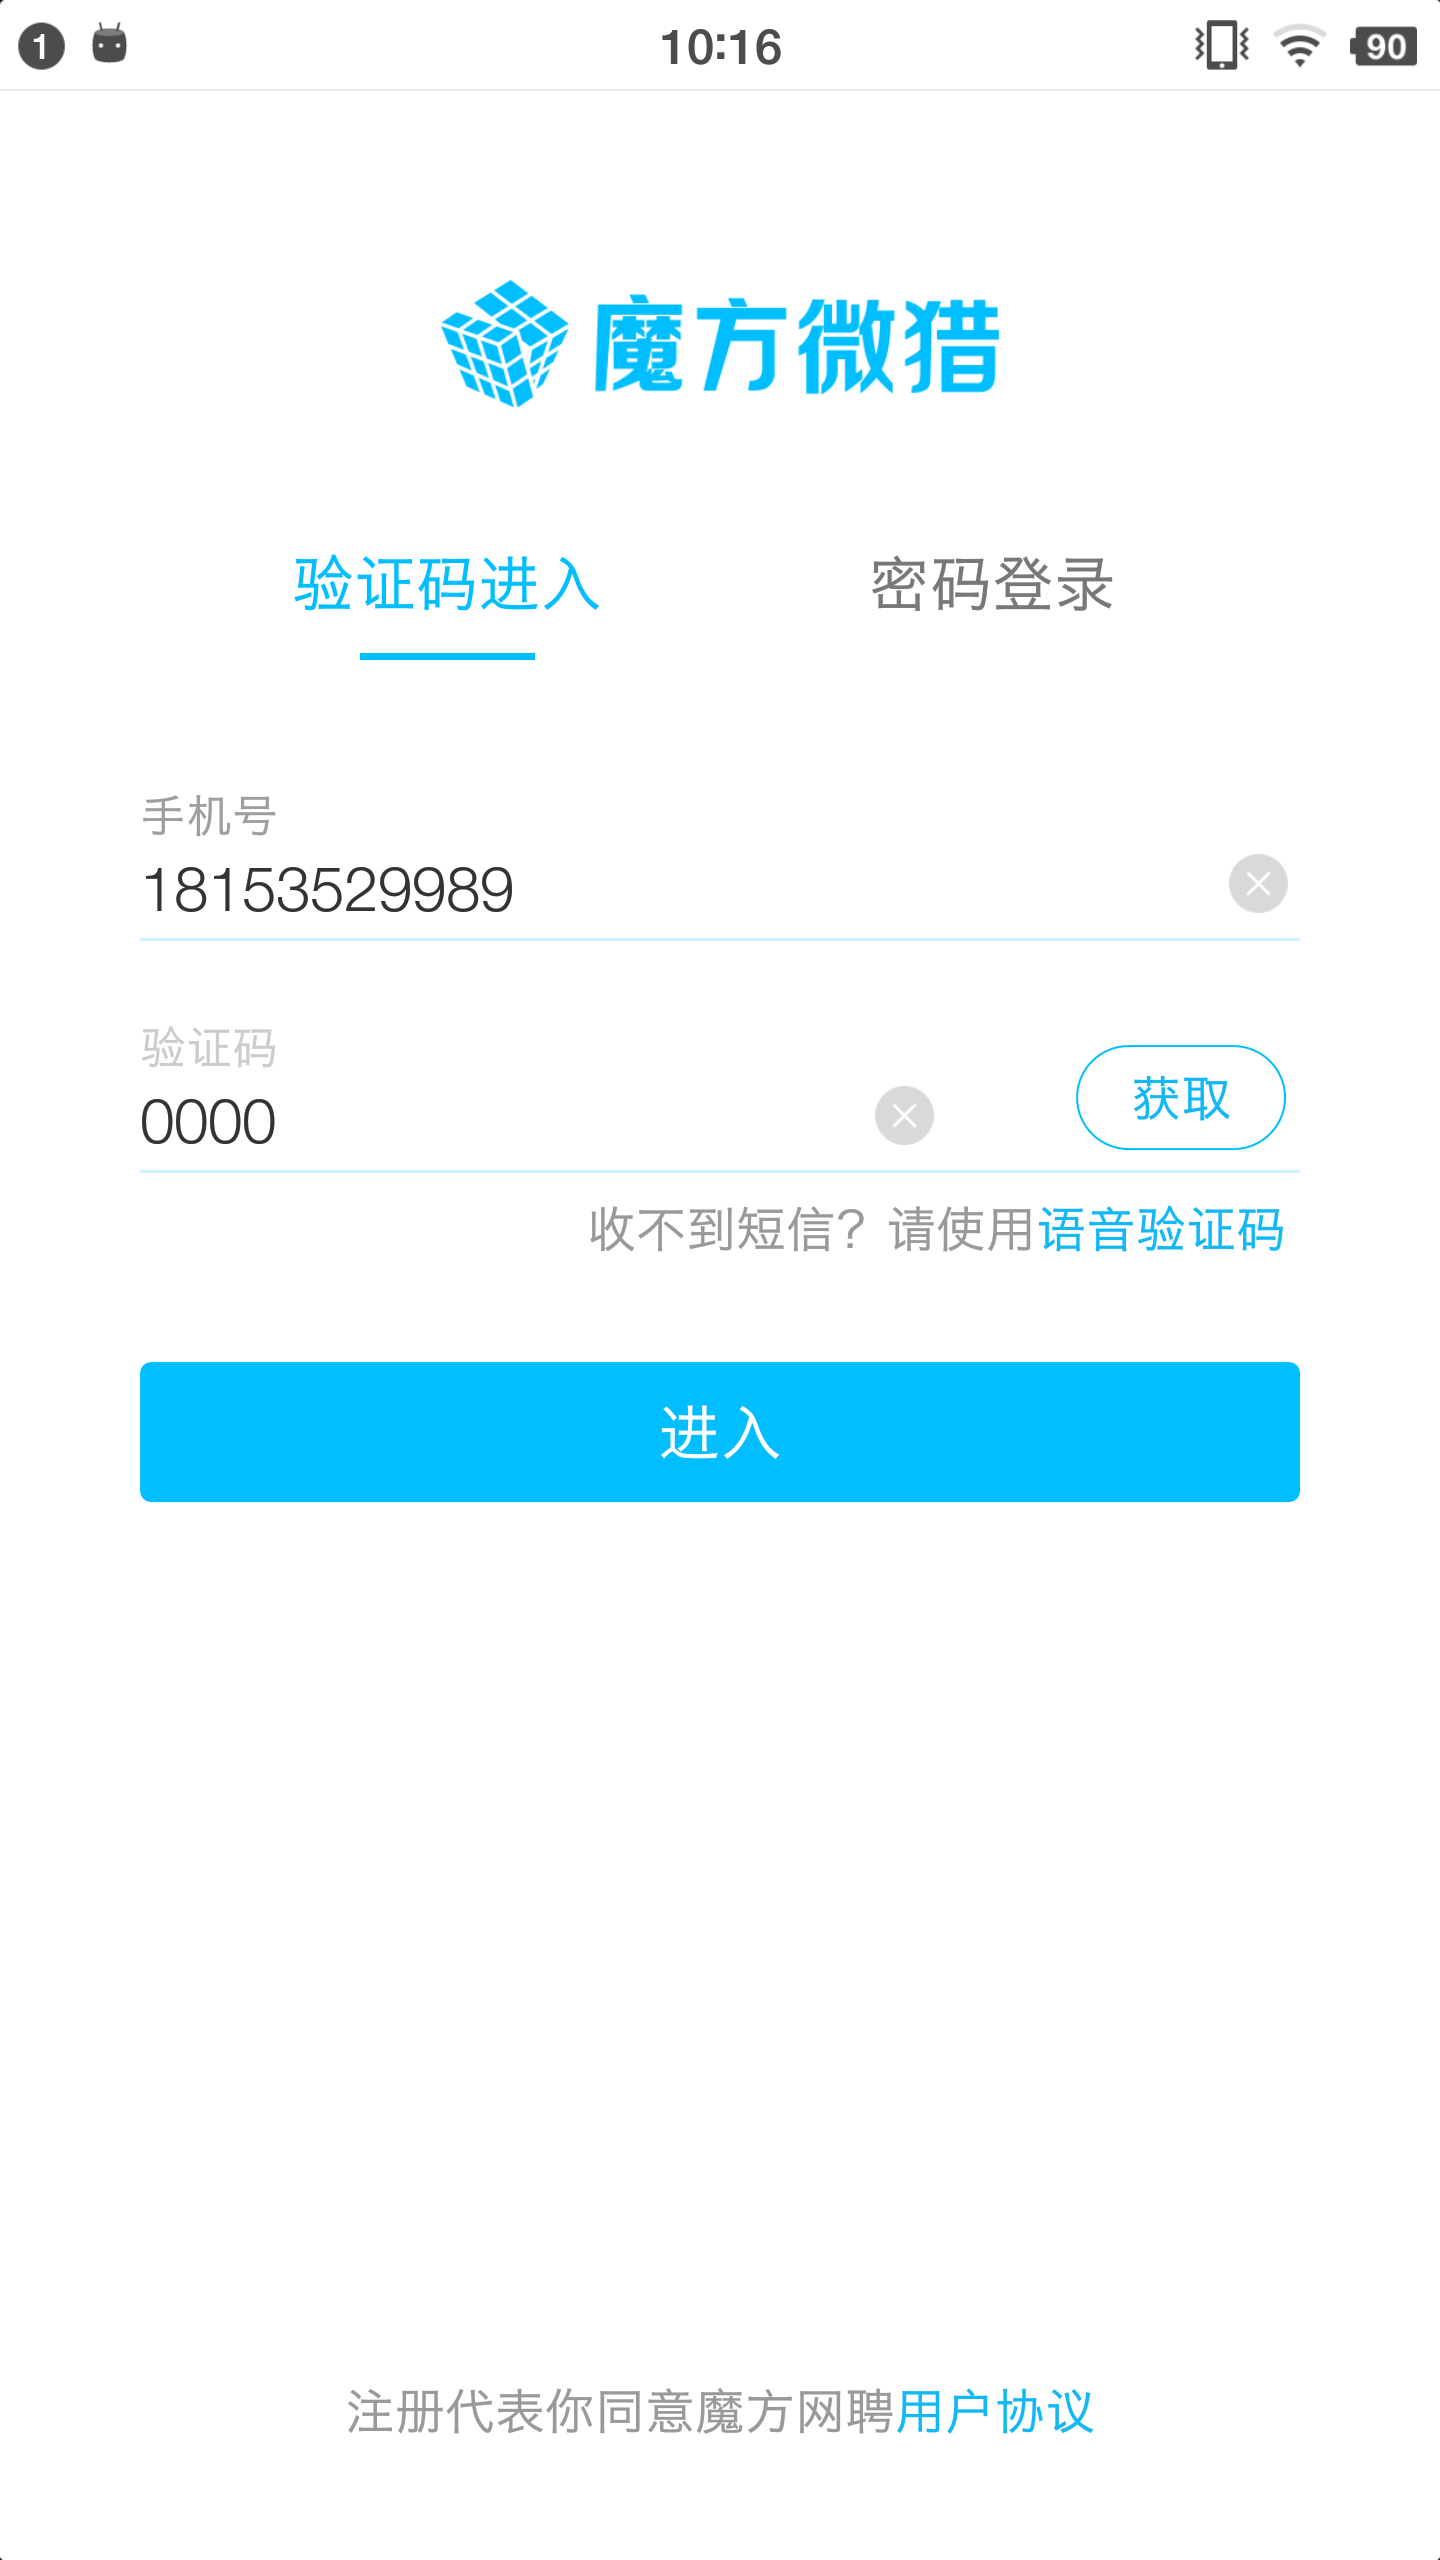 1 10:16 90
魔方微猎
验证码进入 密码登录
手机号
18153529989
验证码
0000 获取
收不到短信？请使用语音验证码
进入
注册代表你同意魔方网聘用户协议